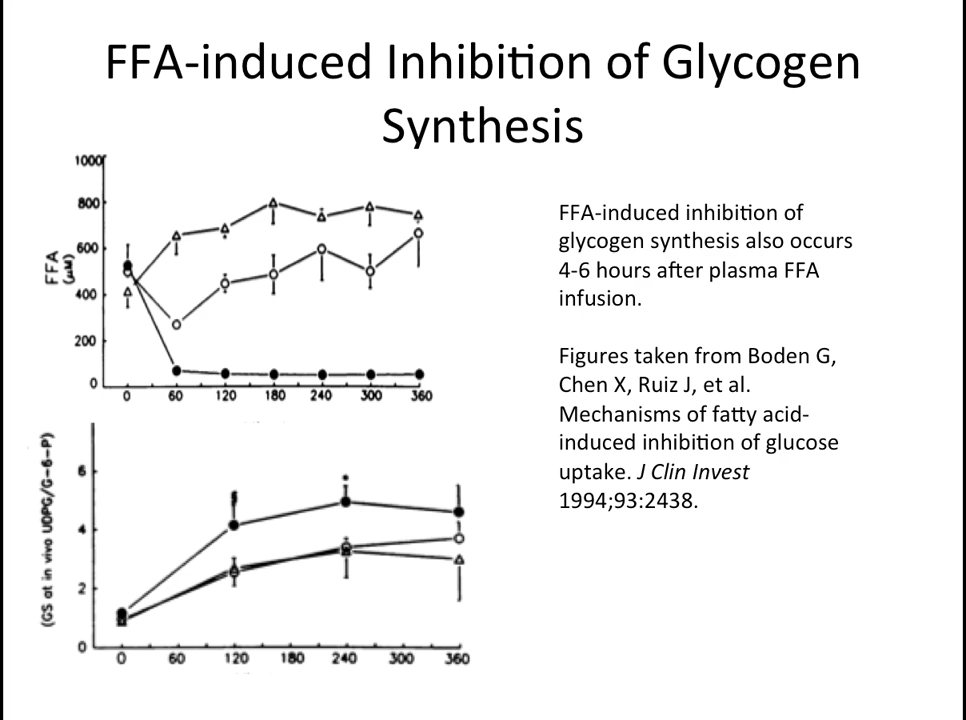 FFA-induced Inhibition of Glycogen
Synthesis
1000
800
600
400
200
0
FFA
(μM)
0 60 120 180 240 300 360
FFA-induced inhibition of
glycogen synthesis also occurs
4-6 hours after plasma FFA
infusion.
Figures taken from Boden G,
Chen X, Ruiz J, et al.
Mechanisms of fatty acid-
induced inhibition of glucose
uptake. J Clin Invest
1994;93:2438.
(GS at in vivo UDPG/G-6-P)
6
4
2
0
§
*
0 60 120 180 240 300 360